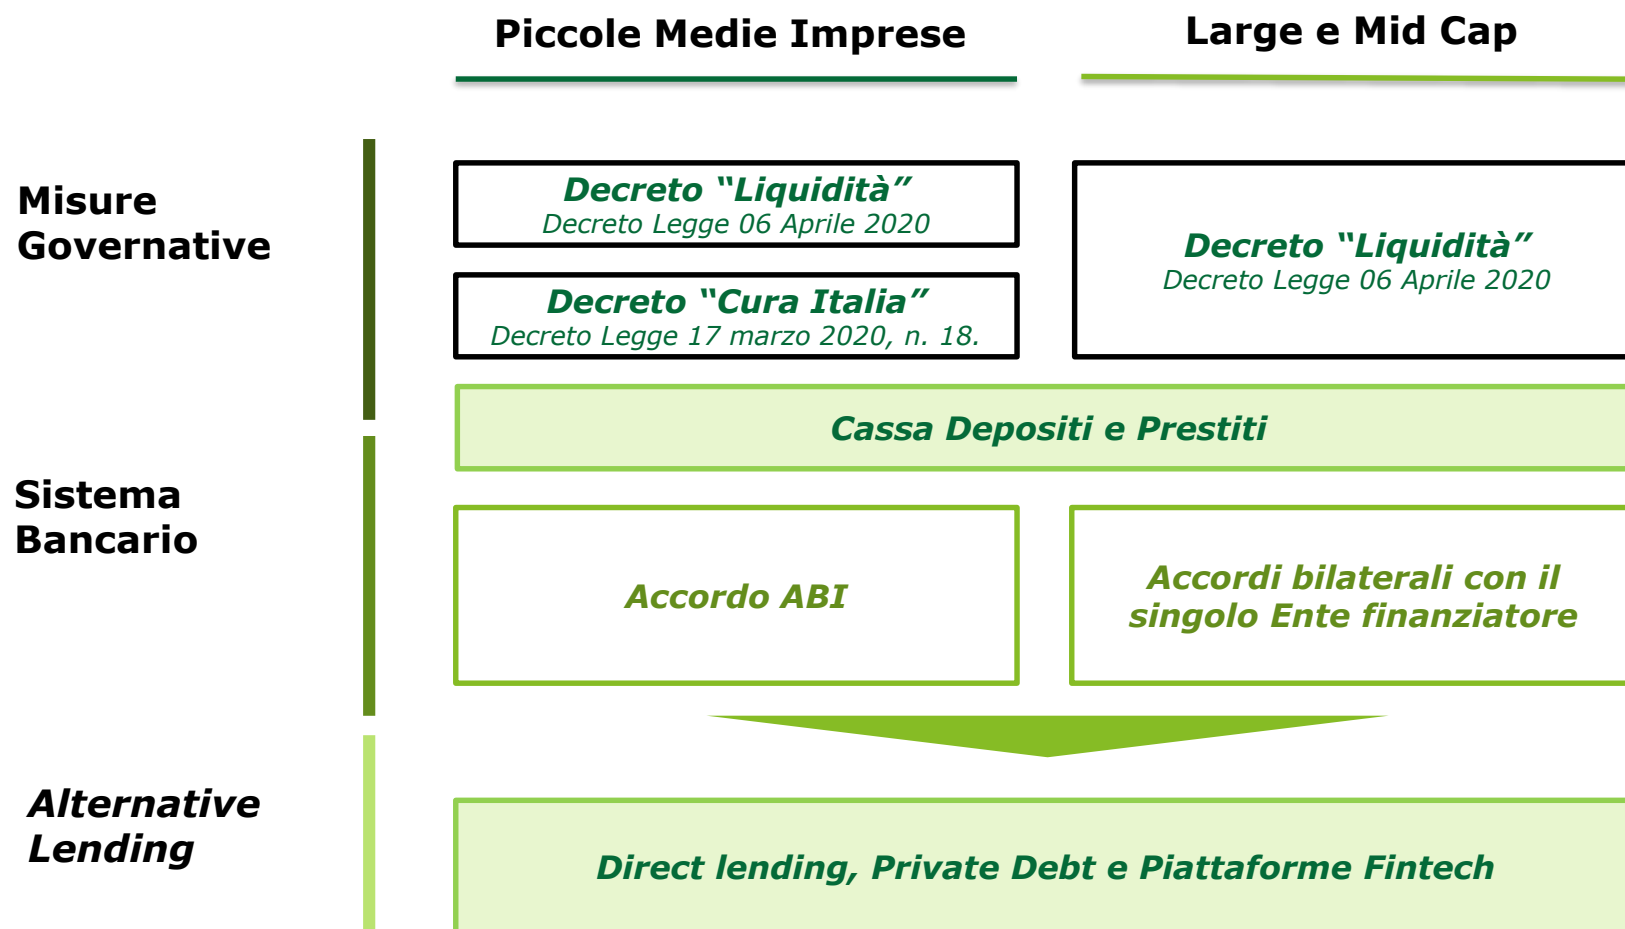 Piccole Medie Imprese
Large e Mid Cap
Misure
Governative
Decreto “Liquidità”
Decreto Legge 06 Aprile 2020
Decreto “Cura Italia”
Decreto Legge 17 marzo 2020, n. 18.
Decreto “Liquidità”
Decreto Legge 06 Aprile 2020
Cassa Depositi e Prestiti
Sistema
Bancario
Accordo ABI
Accordi bilaterali con il
singolo Ente finanziatore
Alternative
Lending
Direct lending, Private Debt e Piattaforme Fintech